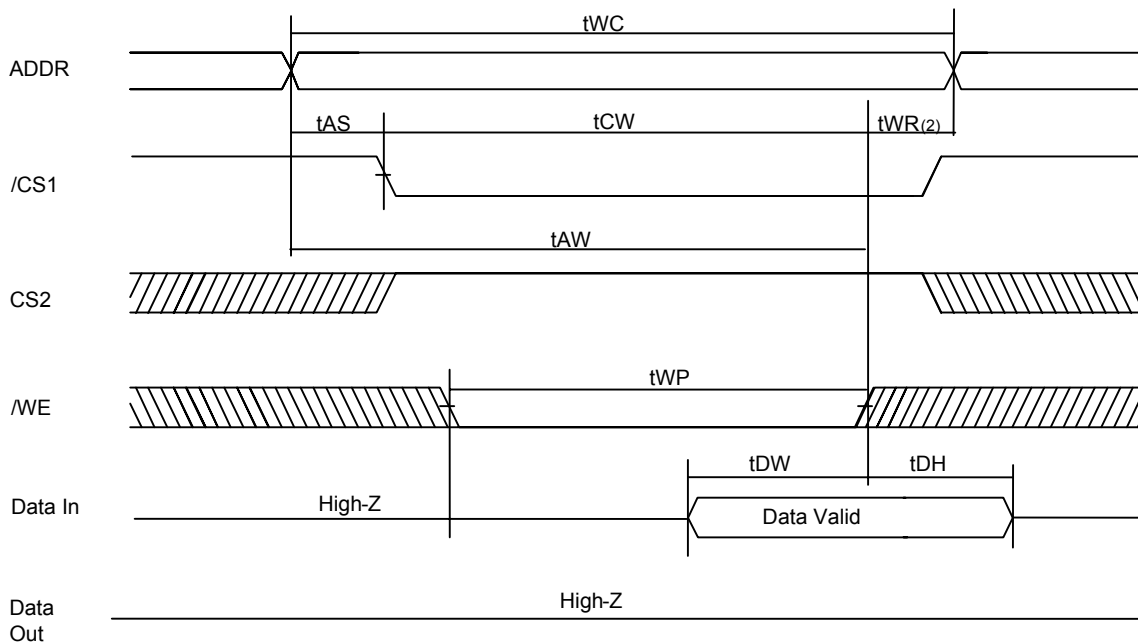 tWC
ADDR
tAS
tCW
tWR(2)
/CS1
tAW
CS2
tWP
/WE
tDW
tDH
Data In
High-Z
Data Valid
High-Z
Data
Out